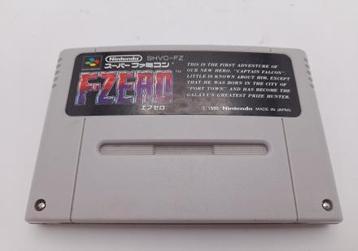 Nintendo SHVC-FZ
スーパーファミコン
F-ZERO™
エフゼロ
THIS IS THE FIRST ADVENTURE OF
OUR NEW HERO, "CAPTAIN FALCON".
LITTLE IS KNOWN ABOUT HIM, EXCEPT
THAT HE WAS BORN IN THE CITY OF
"PORT TOWN" AND HAS BECOME THE
GALAXY'S GREATEST PRIZE HUNTER.
© 1990 Nintendo MADE IN JAPAN